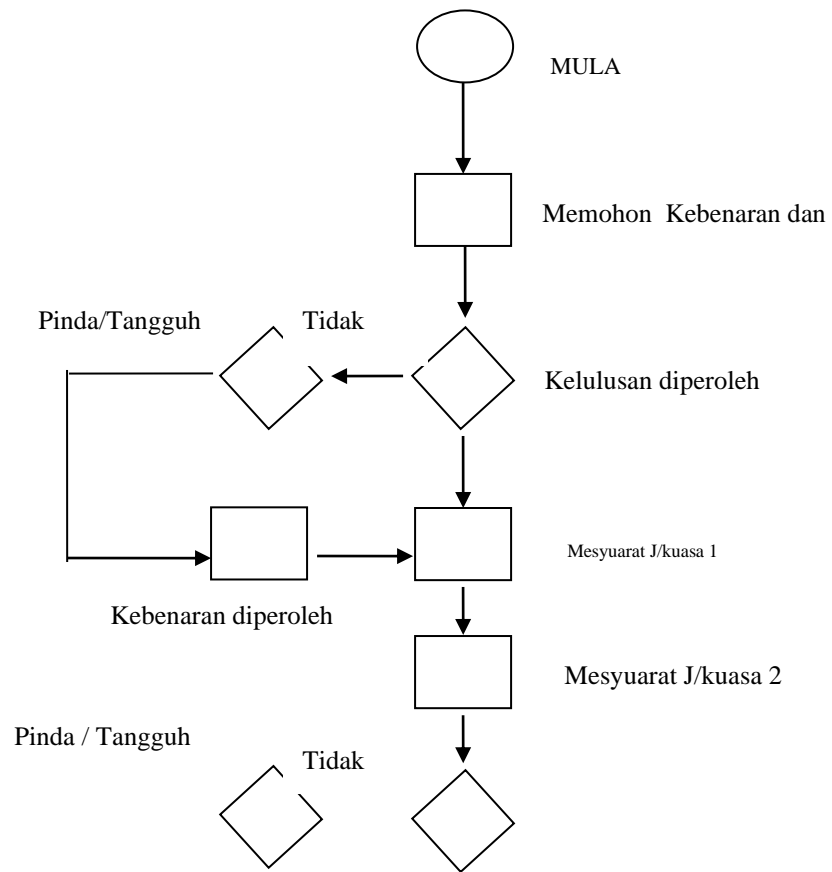 MULA
Memohon Kebenaran dan
Pinda/Tangguh
Tidak
Kelulusan diperoleh
Mesyuarat J/kuasa 1
Kebenaran diperoleh
Mesyuarat J/kuasa 2
Pinda / Tangguh
Tidak